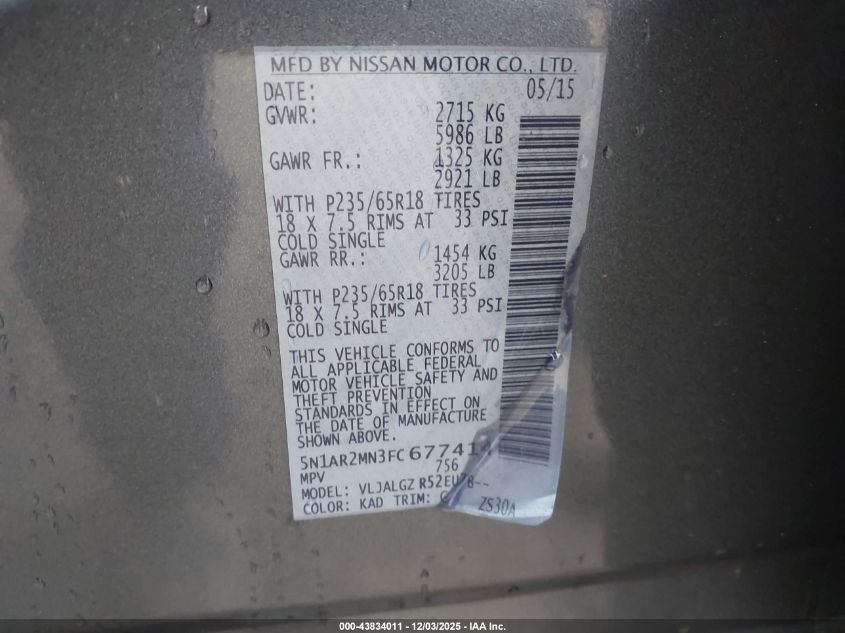 MFD BY NISSAN MOTOR CO., LTD.
DATE: 05/15
GVWR: 2715 KG
5986 LB
GAWR FR.: 1325 KG
2921 LB
WITH P235/65R18 TIRES
18 X 7.5 RIMS AT 33 PSI
COLD SINGLE
GAWR RR.: 1454 KG
3205 LB
WITH P235/65R18 TIRES
18 X 7.5 RIMS AT 33 PSI
COLD SINGLE
THIS VEHICLE CONFORMS TO
ALL APPLICABLE FEDERAL
MOTOR VEHICLE SAFETY AND
THEFT PREVENTION
STANDARDS IN EFFECT ON
THE DATE OF MANUFACTURE
SHOWN ABOVE.
5N1AR2MN3FC677414
756
MPV
MODEL: VLJALGZ R52EU78--
COLOR: KAD TRIM:
ZS30A
000-43834011 - 12/03/2025 - IAA Inc.